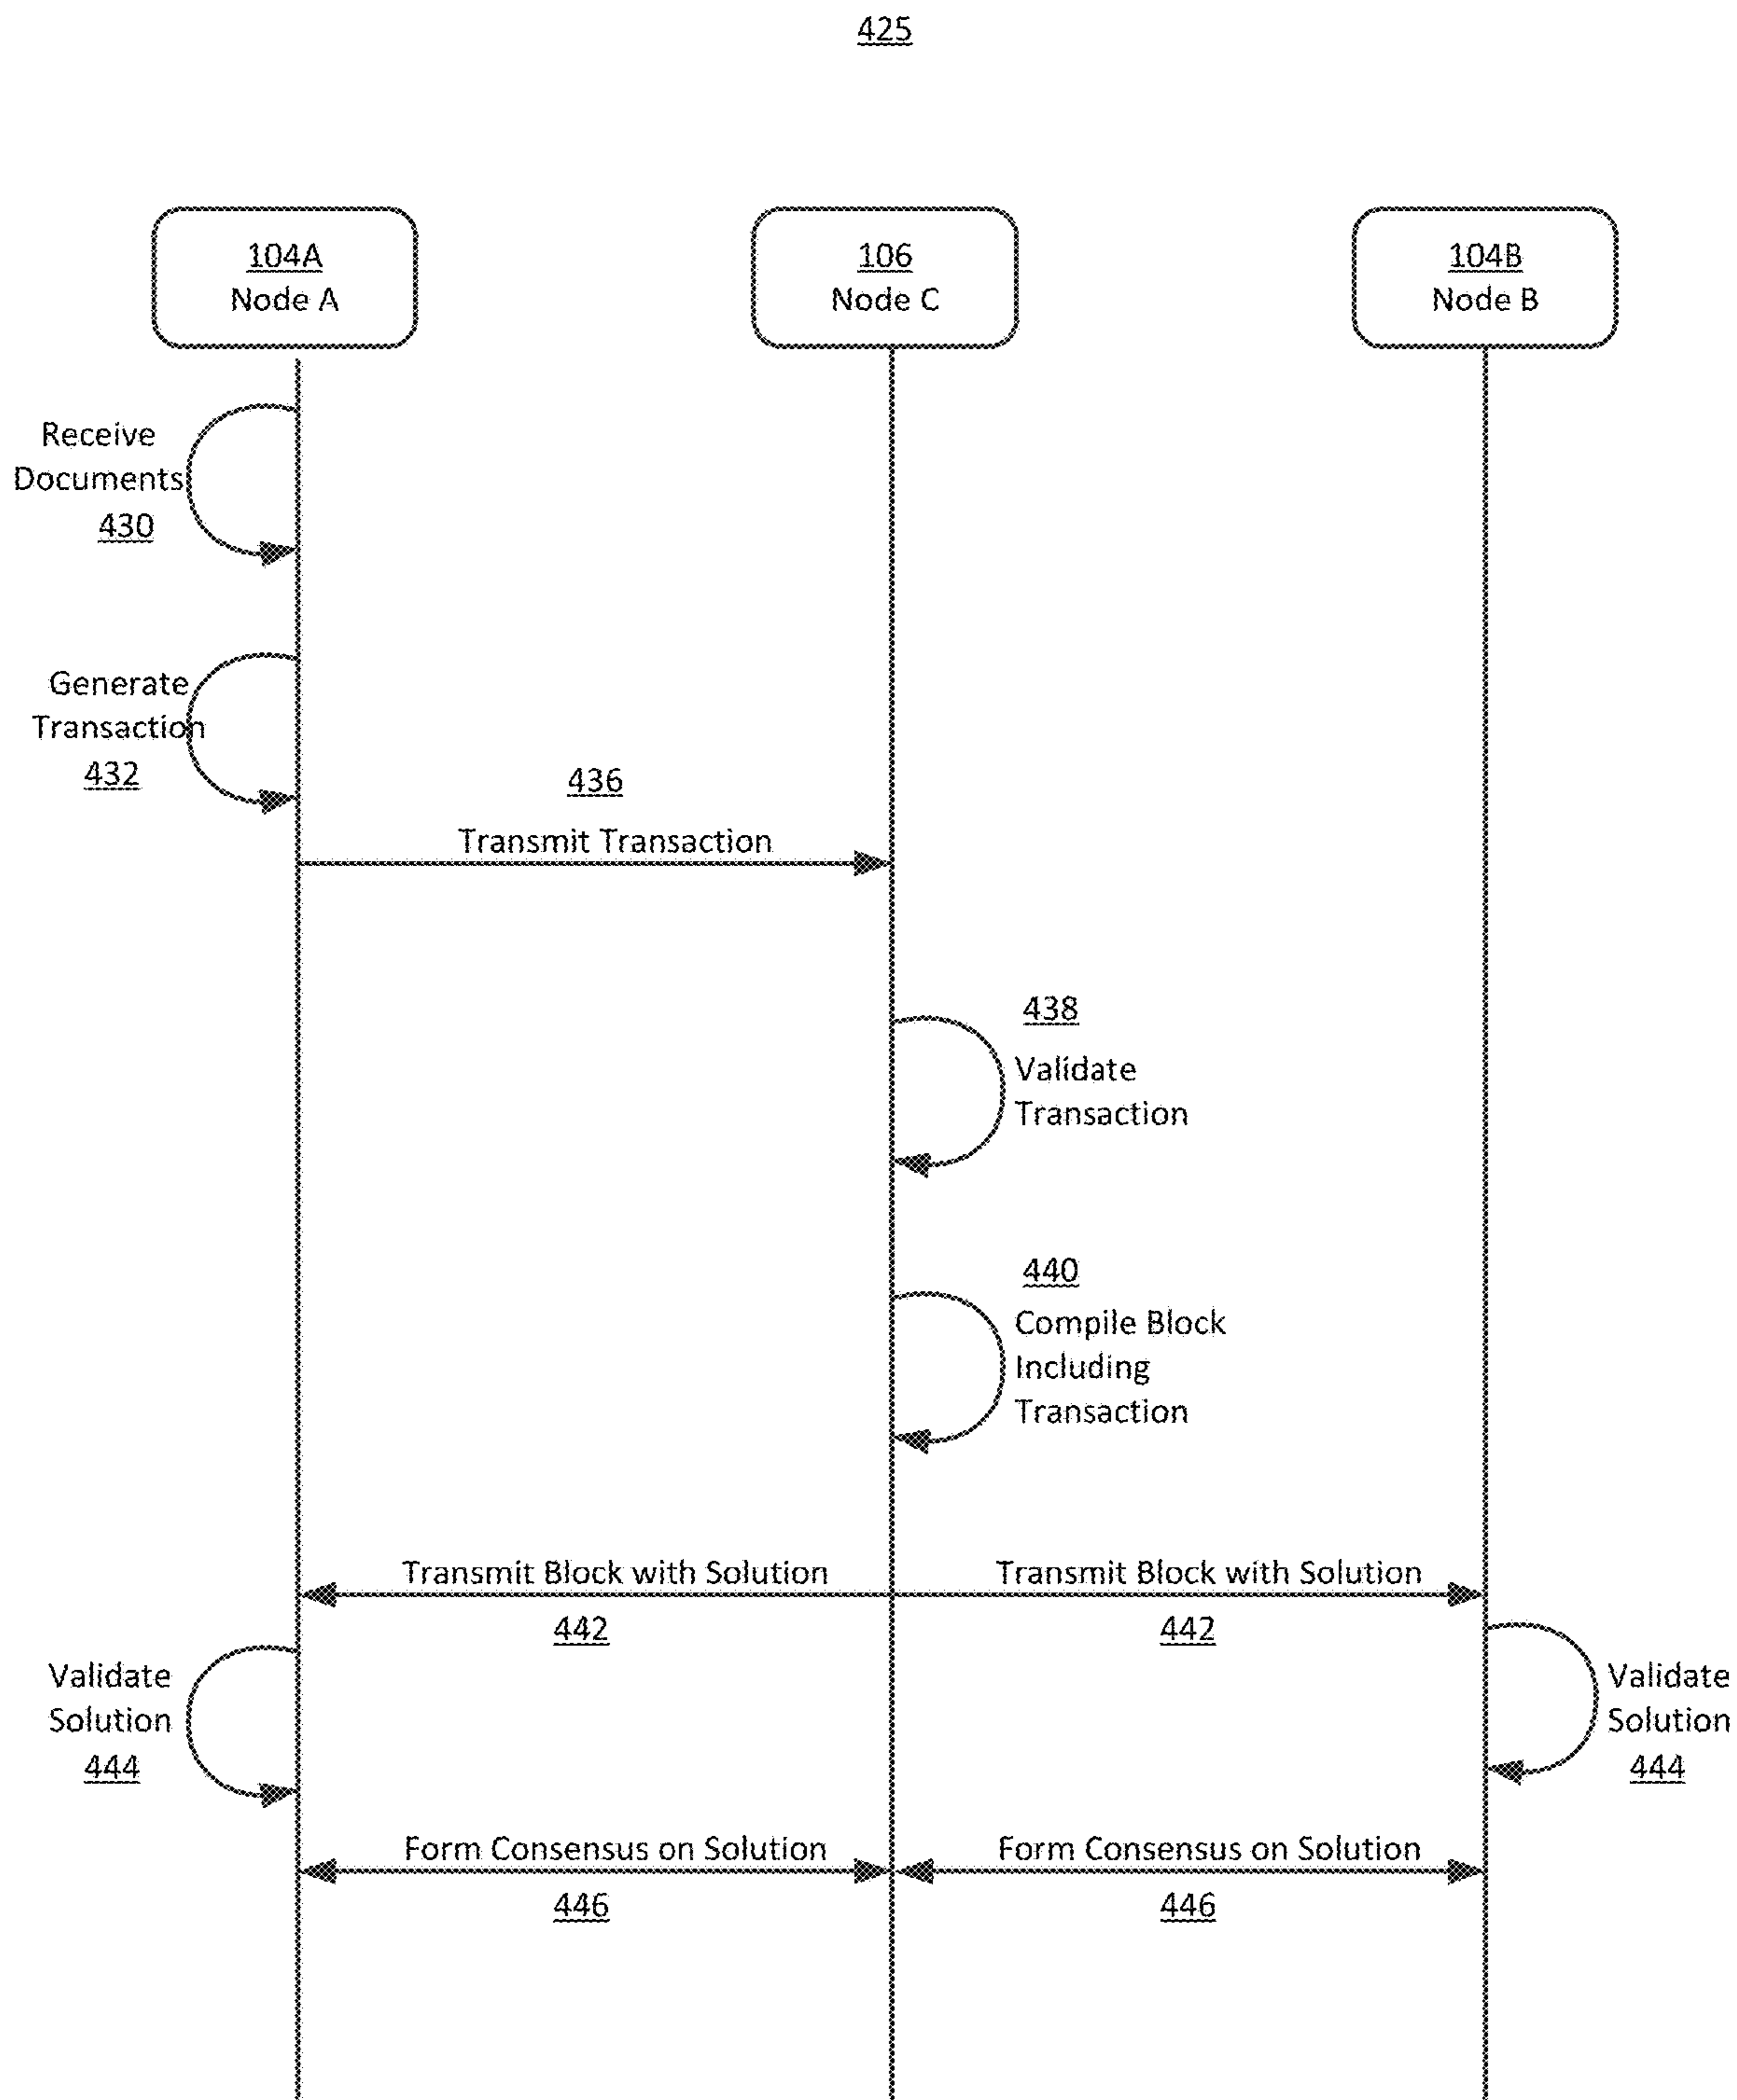 425
104A
Node A
106
Node C
104B
Node B
Receive
Documents
430
Generate
Transaction
432
436
Transmit Transaction
438
Validate
Transaction
440
Compile Block
Including
Transaction
Transmit Block with Solution
442
Transmit Block with Solution
442
Validate
Solution
444
Validate
Solution
444
Form Consensus on Solution
446
Form Consensus on Solution
446